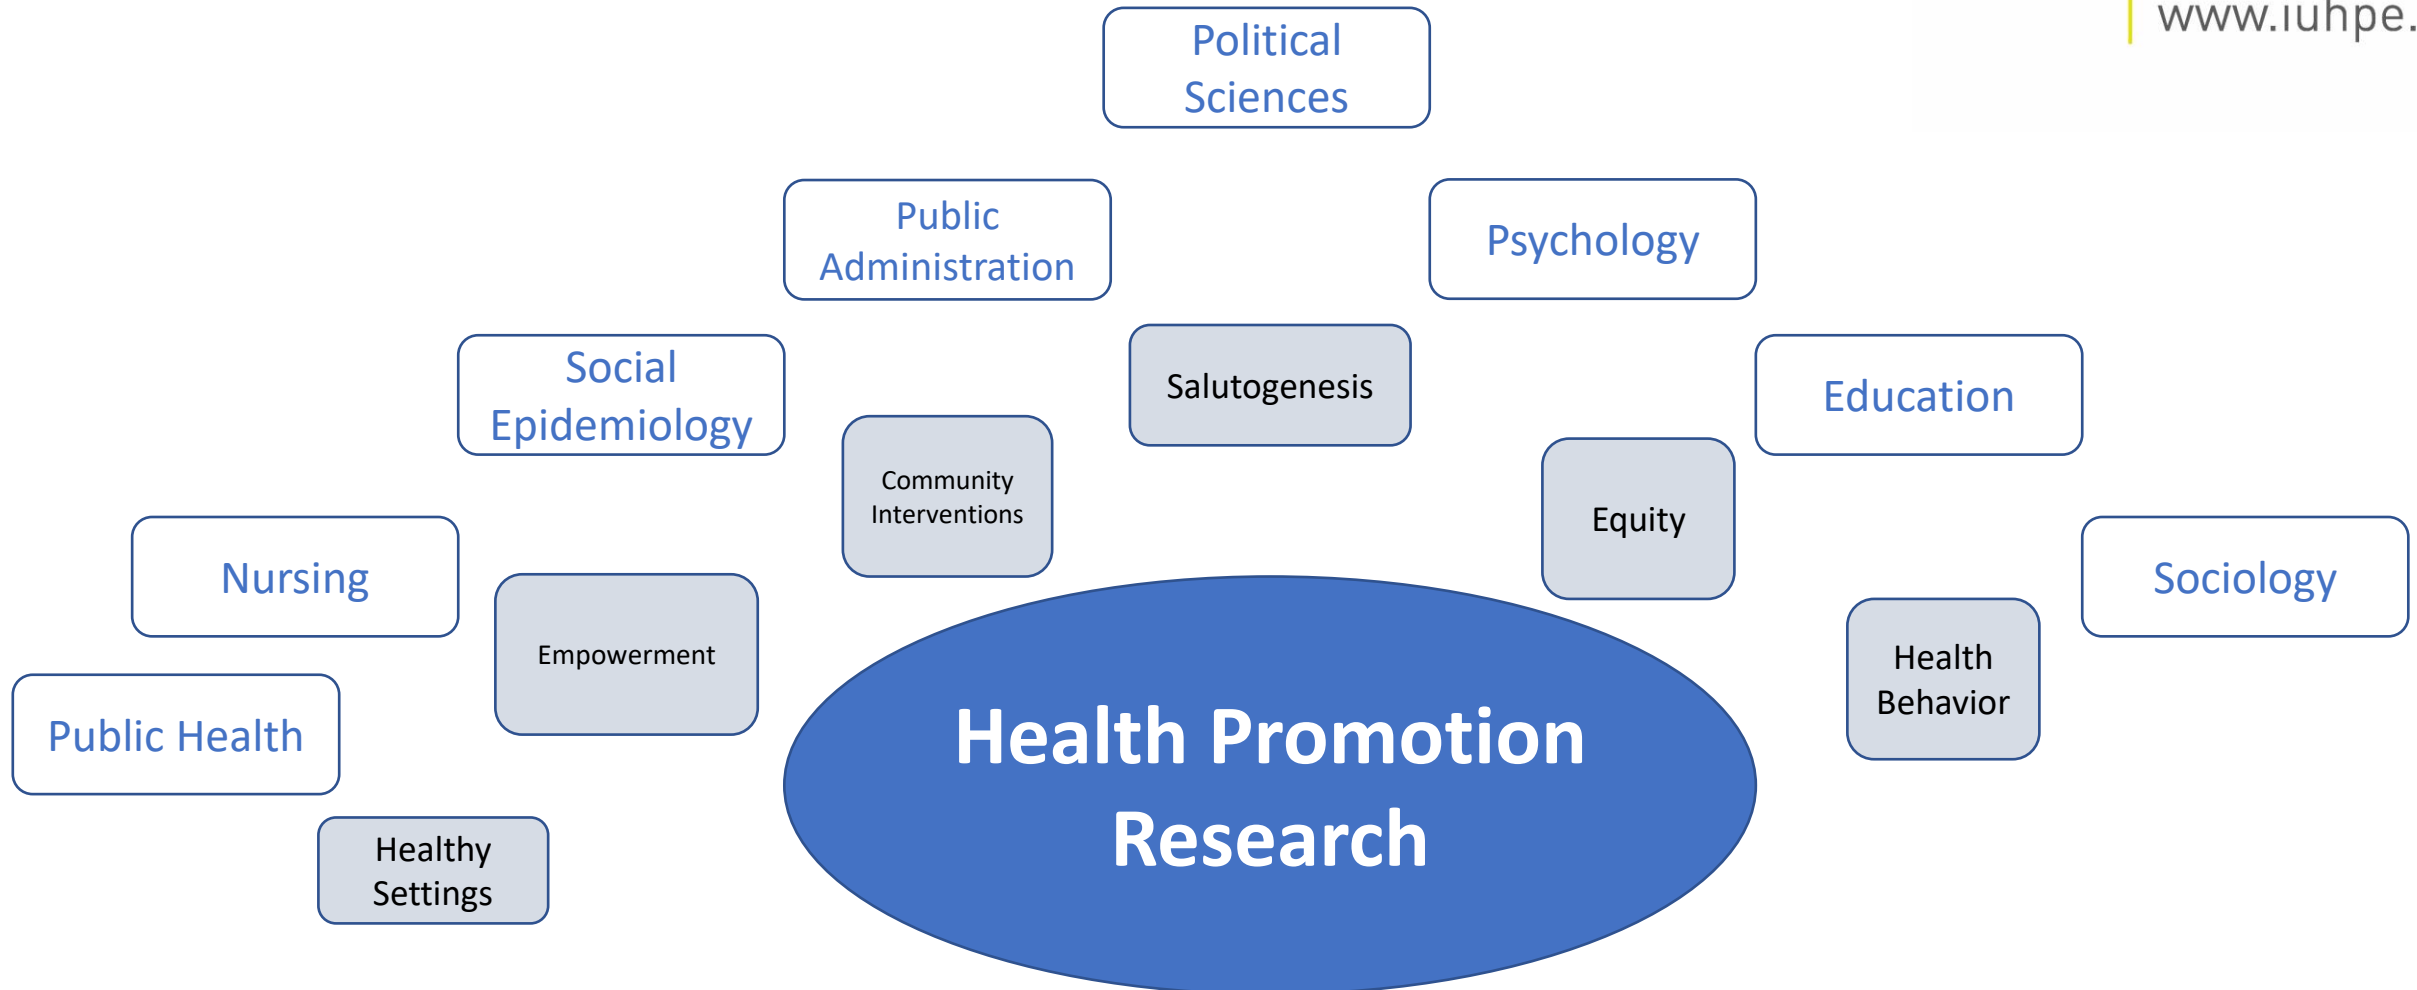 www.iuhpe.
Political
Sciences
Public
Administration
Psychology
Social
Epidemiology
Salutogenesis
Education
Community
Interventions
Equity
Nursing
Sociology
Empowerment
Health
Behavior
Public Health
Health Promotion
Research
Healthy
Settings